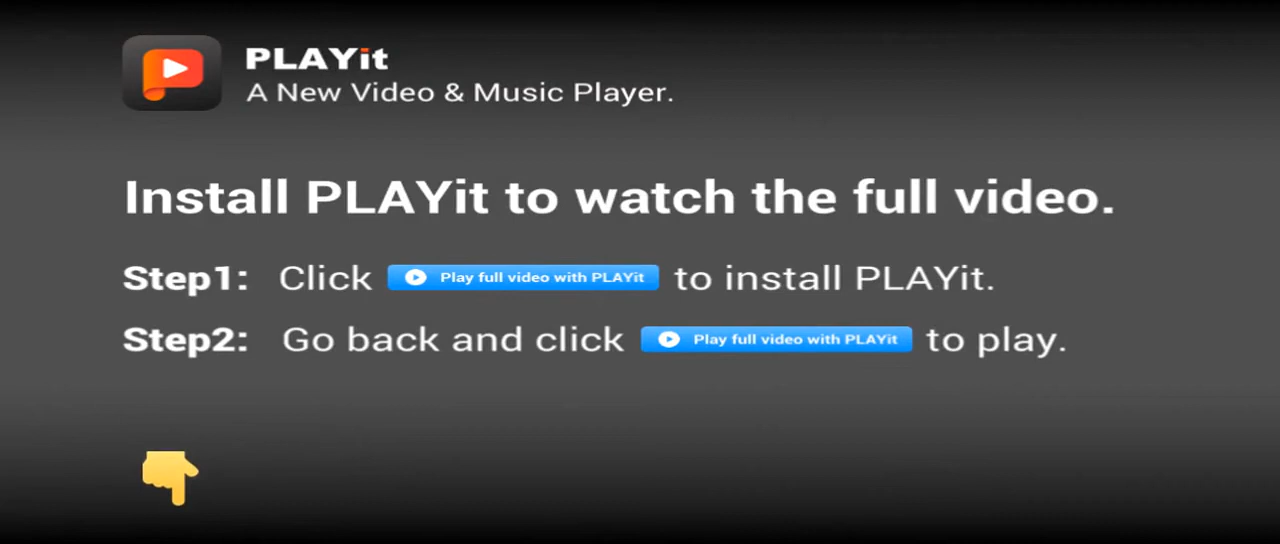 PLAYit
A New Video & Music Player.
Install PLAYit to watch the full video.
Step1: Click Play full video with PLAYit to install PLAYit.
Step2: Go back and click Play full video with PLAYit to play.